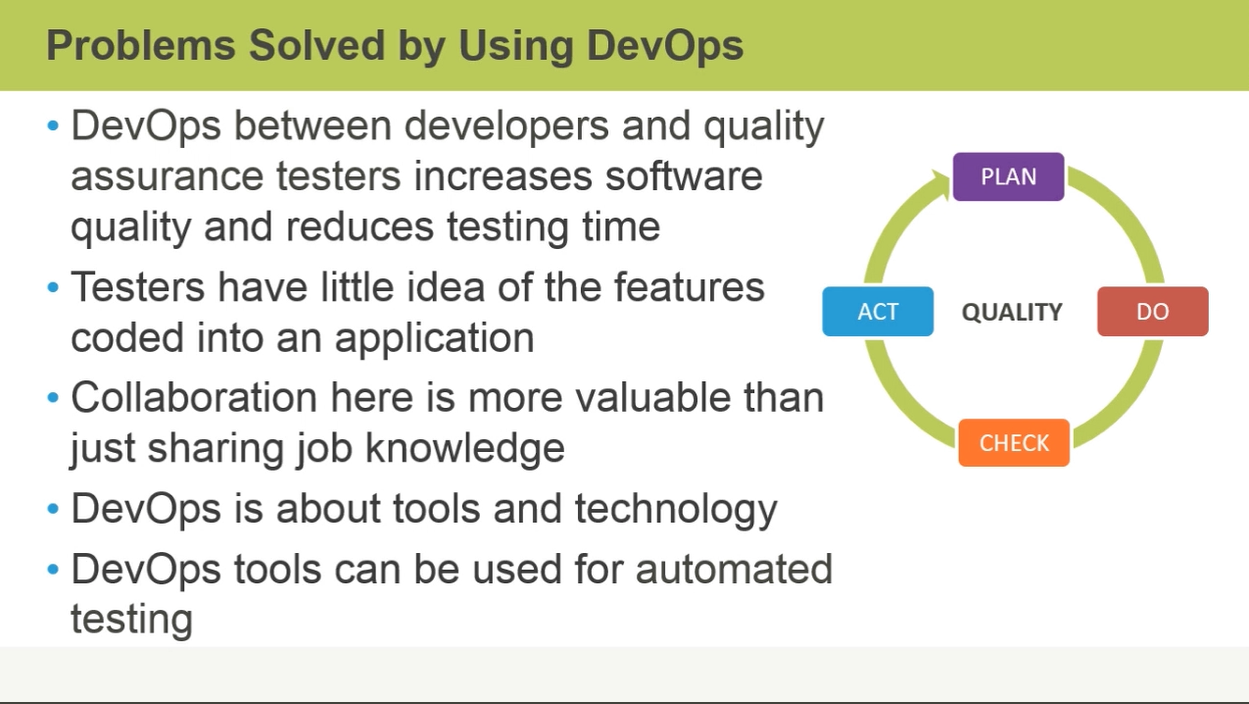 Problems Solved by Using DevOps
• DevOps between developers and quality
assurance testers increases software
quality and reduces testing time
• Testers have little idea of the features
coded into an application
• Collaboration here is more valuable than
just sharing job knowledge
• DevOps is about tools and technology
• DevOps tools can be used for automated
testing
PLAN
ACT
QUALITY
DO
CHECK